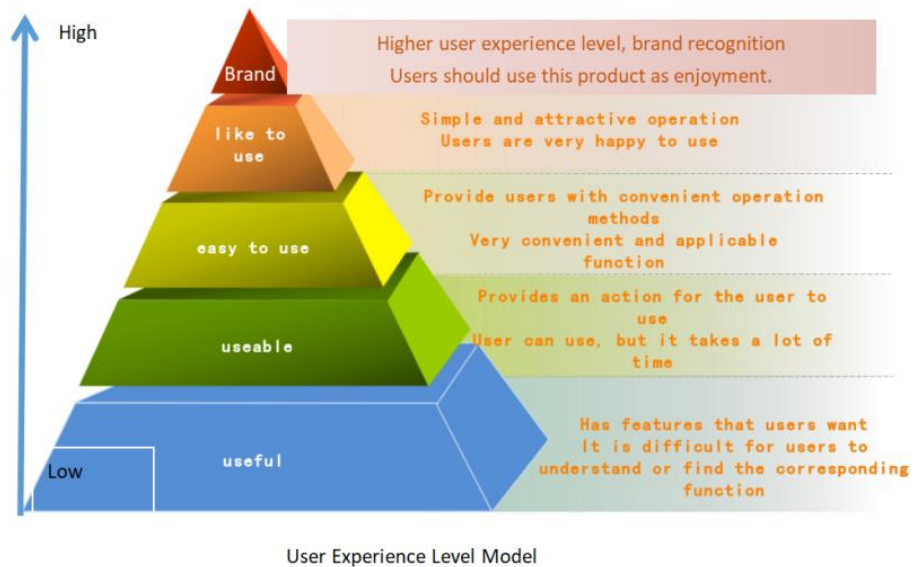 High
Brand
Higher user experience level, brand recognition
Users should use this product as enjoyment.
like to
use
Simple and attractive operation
Users are very happy to use
easy to use
Provide users with convenient operation
methods
Very convenient and applicable
function
useable
Provides an action for the user to
use
User can use, but it takes a lot of
time
Low
useful
Has features that users want
It is difficult for users to
understand or find the corresponding
function
User Experience Level Model